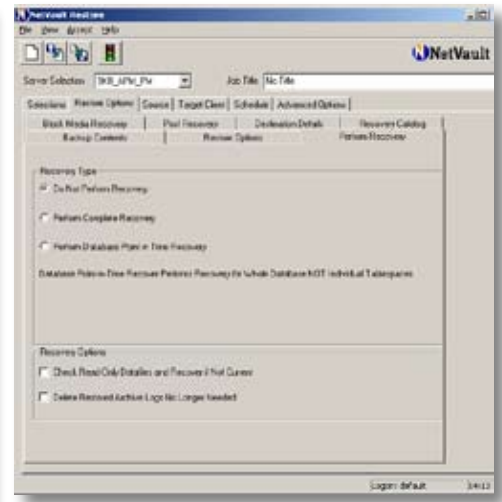 NetVault Restore
File View Accept Help
NetVault
Server Selection Job Title No Title
Selections Restore Options Source Target Client Schedule Advanced Options
Block Media Recovery Post Recovery Destination Details Recovery Catalog
Backup Contents Restore Options Perform Recovery
Recovery Type
Do Not Perform Recovery
Perform Complete Recovery
Perform Database Point in Time Recovery
Database Point-in-Time Recover Performs Recovery for Whole Database NOT Individual Tablespaces
Recovery Options
Check Read Only Datafiles and Recover if Not Current
Delete Restored Archive Logs No Longer Needed
Logon: default